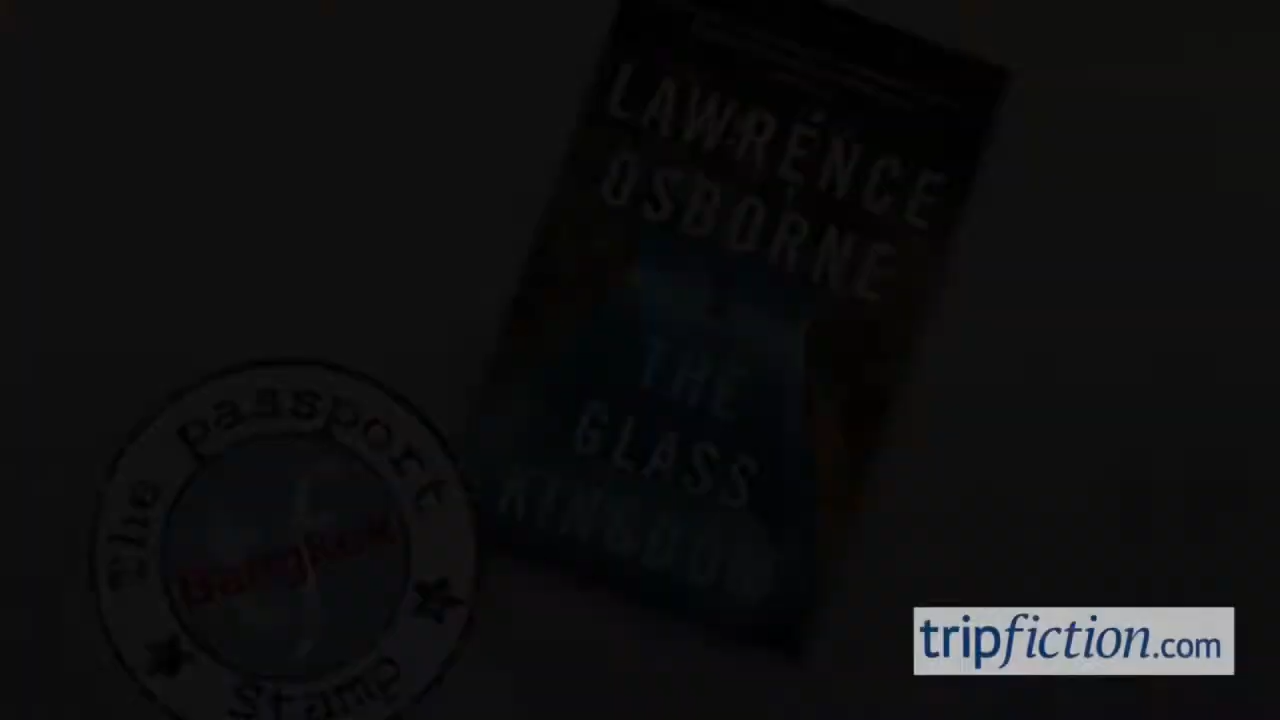 LAWRENCE
OSBORNE
THE
GLASS
KINGDOM
The passport
Bangkok
Stamp
tripfiction.com